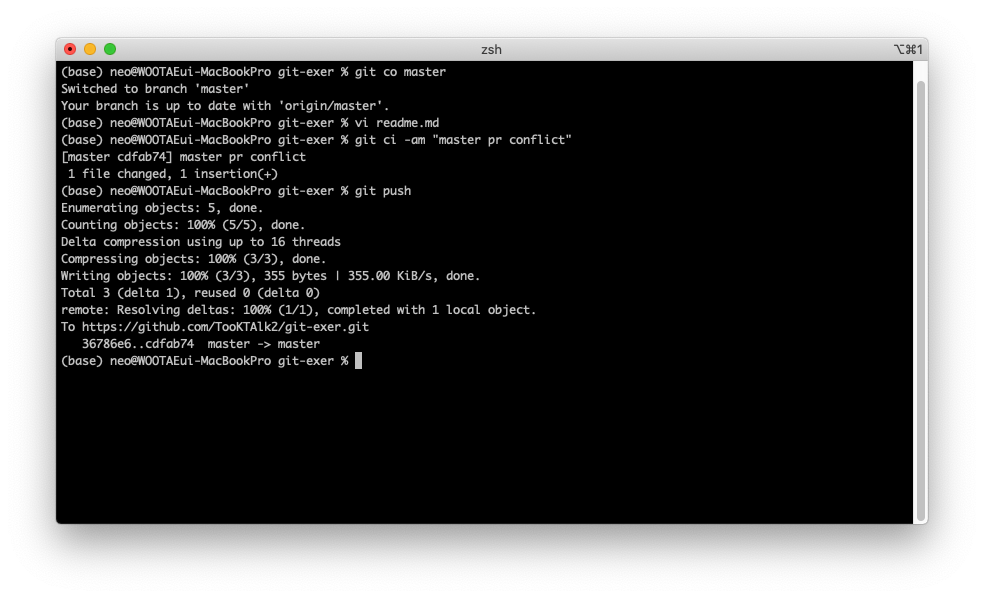 zsh
⌥⌘1
(base) neo@WOOTAEui-MacBookPro git-exer % git co master
Switched to branch 'master'
Your branch is up to date with 'origin/master'.
(base) neo@WOOTAEui-MacBookPro git-exer % vi readme.md
(base) neo@WOOTAEui-MacBookPro git-exer % git ci -am "master pr conflict"
[master cdfab74] master pr conflict
 1 file changed, 1 insertion(+)
(base) neo@WOOTAEui-MacBookPro git-exer % git push
Enumerating objects: 5, done.
Counting objects: 100% (5/5), done.
Delta compression using up to 16 threads
Compressing objects: 100% (3/3), done.
Writing objects: 100% (3/3), 355 bytes | 355.00 KiB/s, done.
Total 3 (delta 1), reused 0 (delta 0)
remote: Resolving deltas: 100% (1/1), completed with 1 local object.
To https://github.com/TooKTAlk2/git-exer.git
   36786e6..cdfab74  master -> master
(base) neo@WOOTAEui-MacBookPro git-exer %